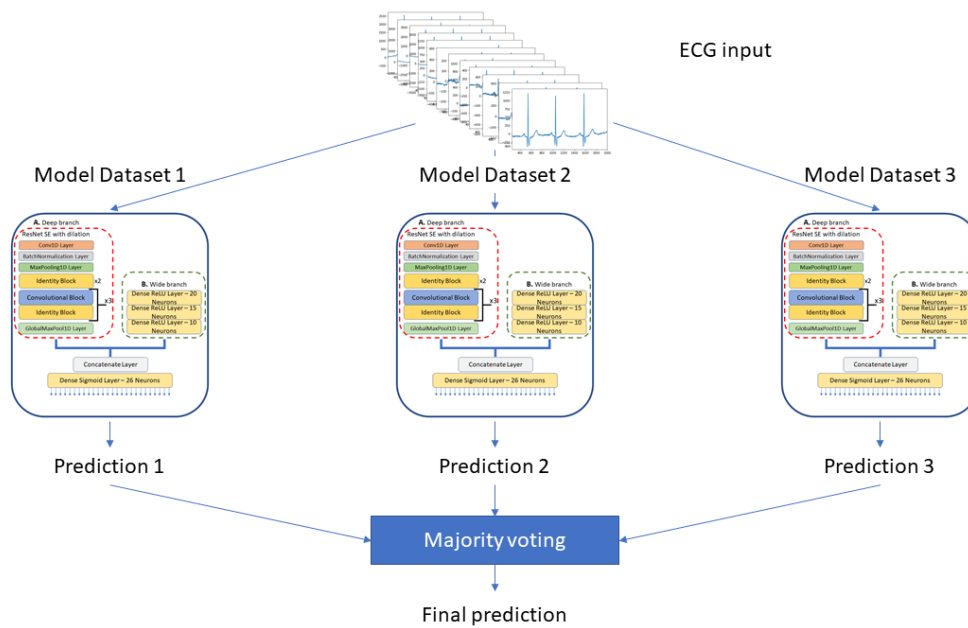 ECG input
Model Dataset 1
Model Dataset 2
Model Dataset 3
A. Deep branch
ResNet SE with dilation
Conv1D Layer
BatchNormalization Layer
MaxPooling1D Layer
Identity Block
x2
Convolutional Block
x3
Identity Block
GlobalMaxPool1D Layer
B. Wide branch
Dense ReLU Layer – 20
Neurons
Dense ReLU Layer – 15
Neurons
Dense ReLU Layer – 10
Neurons
Concatenate Layer
Dense Sigmoid Layer – 26 Neurons
A. Deep branch
ResNet SE with dilation
Conv1D Layer
BatchNormalization Layer
MaxPooling1D Layer
Identity Block
x2
Convolutional Block
x3
Identity Block
GlobalMaxPool1D Layer
B. Wide branch
Dense ReLU Layer – 20
Neurons
Dense ReLU Layer – 15
Neurons
Dense ReLU Layer – 10
Neurons
Concatenate Layer
Dense Sigmoid Layer – 26 Neurons
A. Deep branch
ResNet SE with dilation
Conv1D Layer
BatchNormalization Layer
MaxPooling1D Layer
Identity Block
x2
Convolutional Block
x3
Identity Block
GlobalMaxPool1D Layer
B. Wide branch
Dense ReLU Layer – 20
Neurons
Dense ReLU Layer – 15
Neurons
Dense ReLU Layer – 10
Neurons
Concatenate Layer
Dense Sigmoid Layer – 26 Neurons
Prediction 1
Prediction 2
Prediction 3
Majority voting
Final prediction